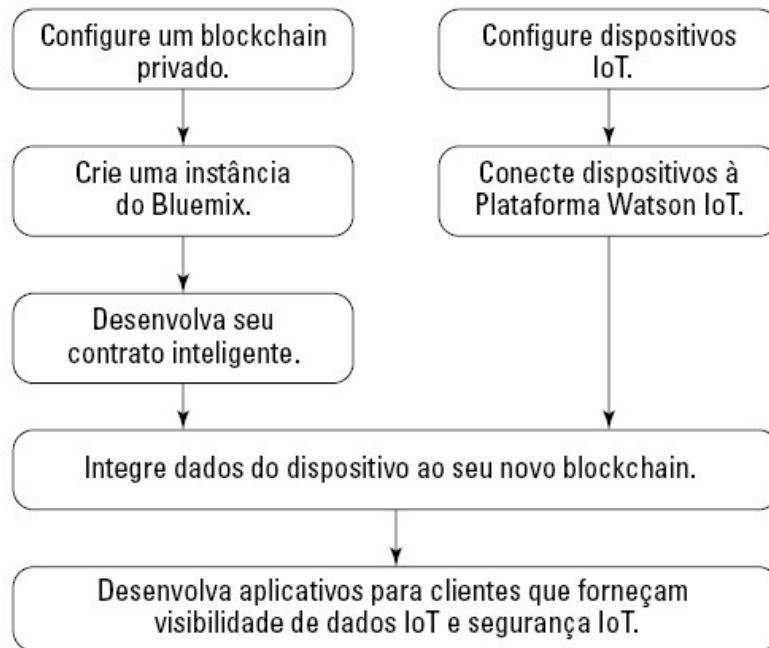 Configure um blockchain
privado.
Configure dispositivos
IoT.
Crie uma instância
do Bluemix.
Conecte dispositivos à
Plataforma Watson IoT.
Desenvolva seu
contrato inteligente.
Integre dados do dispositivo ao seu novo blockchain.
Desenvolva aplicativos para clientes que forneçam
visibilidade de dados IoT e segurança IoT.